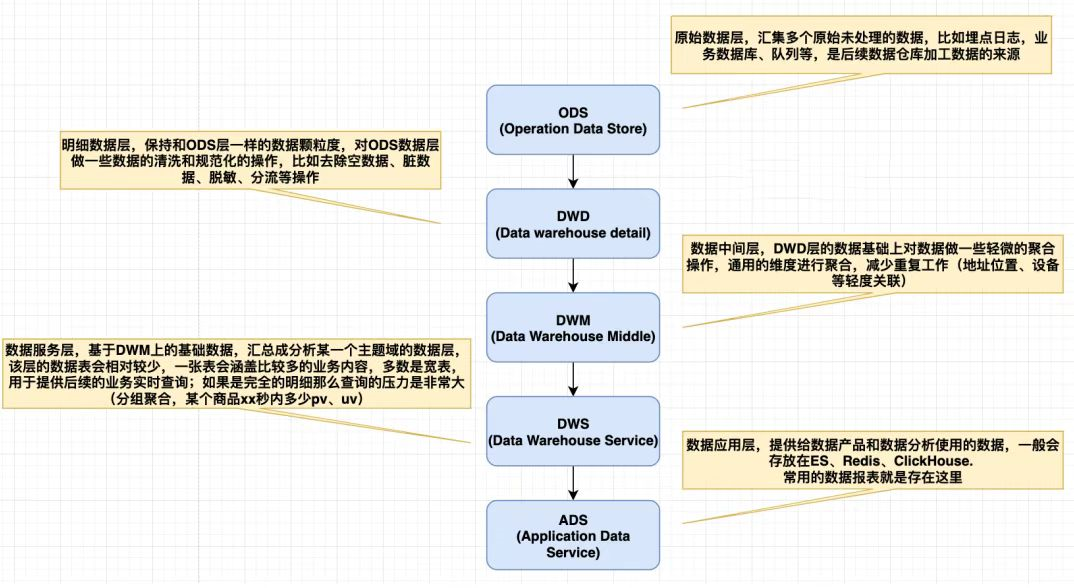 原始数据层，汇集多个原始未处理的数据，比如埋点日志，业
务数据库、队列等，是后续数据仓库加工数据的来源
ODS
(Operation Data Store)
明细数据层，保持和ODS层一样的数据颗粒度，对ODS数据层
做一些数据的清洗和规范化的操作，比如去除空数据、脏数
据、脱敏、分流等操作
DWD
(Data warehouse detail)
数据中间层，DWD层的数据基础上对数据做一些轻微的聚合
操作，通用的维度进行聚合，减少重复工作（地址位置、设备
等轻度关联）
DWM
(Data Warehouse Middle)
数据服务层，基于DWM上的基础数据，汇总成分析某一个主题域的数据层，
该层的数据表会相对较少，一张表会涵盖比较多的业务内容，多数是宽表，
用于提供后续的业务实时查询；如果是完全的明细那么查询的压力是非常大
（分组聚合，某个商品xx秒内多少pv、uv）
DWS
(Data Warehouse Service)
数据应用层，提供给数据产品和数据分析使用的数据，一般会
存放在ES、Redis、ClickHouse.
常用的数据报表就是存在这里
ADS
(Application Data
Service)